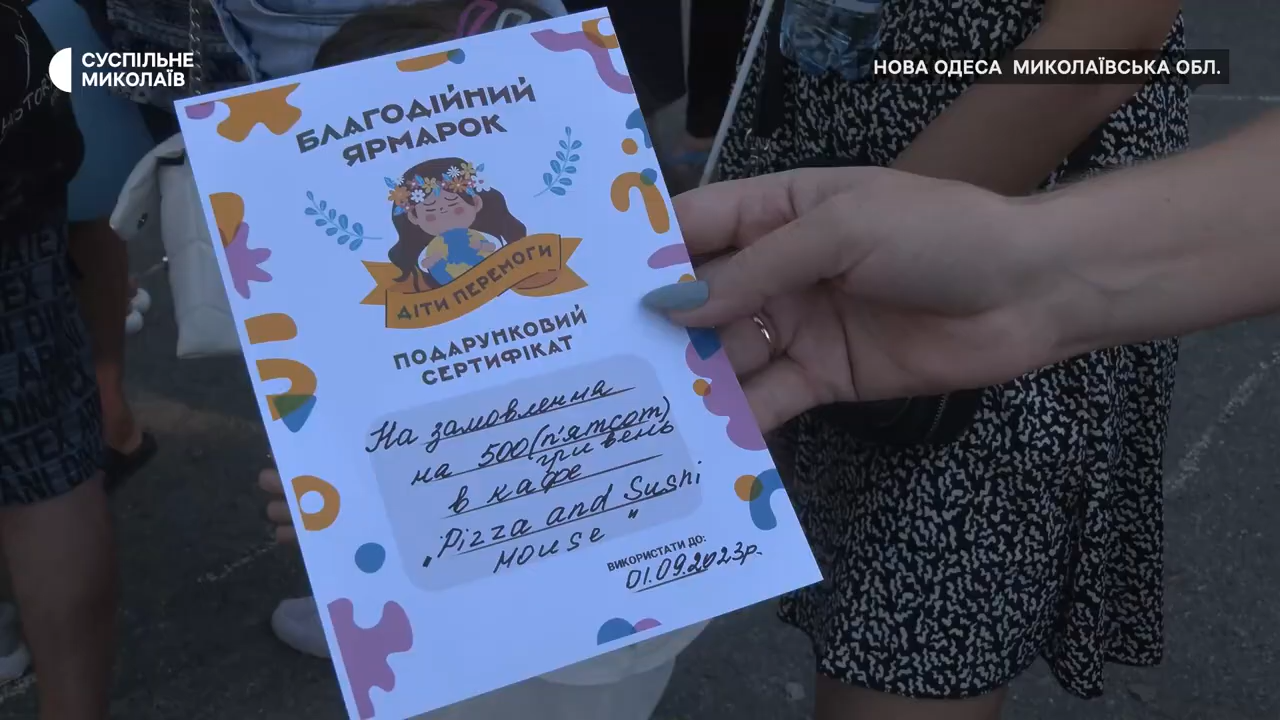 СУСПІЛЬНЕ
МИКОЛАЇВ
НОВА ОДЕСА МИКОЛАЇВСЬКА ОБЛ.
БЛАГОДІЙНИЙ
ЯРМАРОК
ДІТИ ПЕРЕМОГИ
ПОДАРУНКОВИЙ
СЕРТИФІКАТ
На замовлення
на 500 (п'ятсот)
гривень
в кафе
„Pizza and Sushi
Mouse"
ВИКОРИСТАТИ ДО:
01.09.2023р.